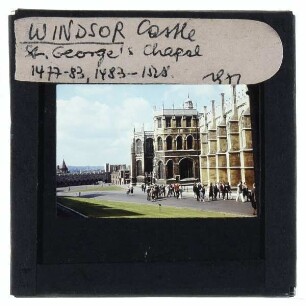 WINDSOR Castle
St. George's Chapel
1477-83, 1483-1528.